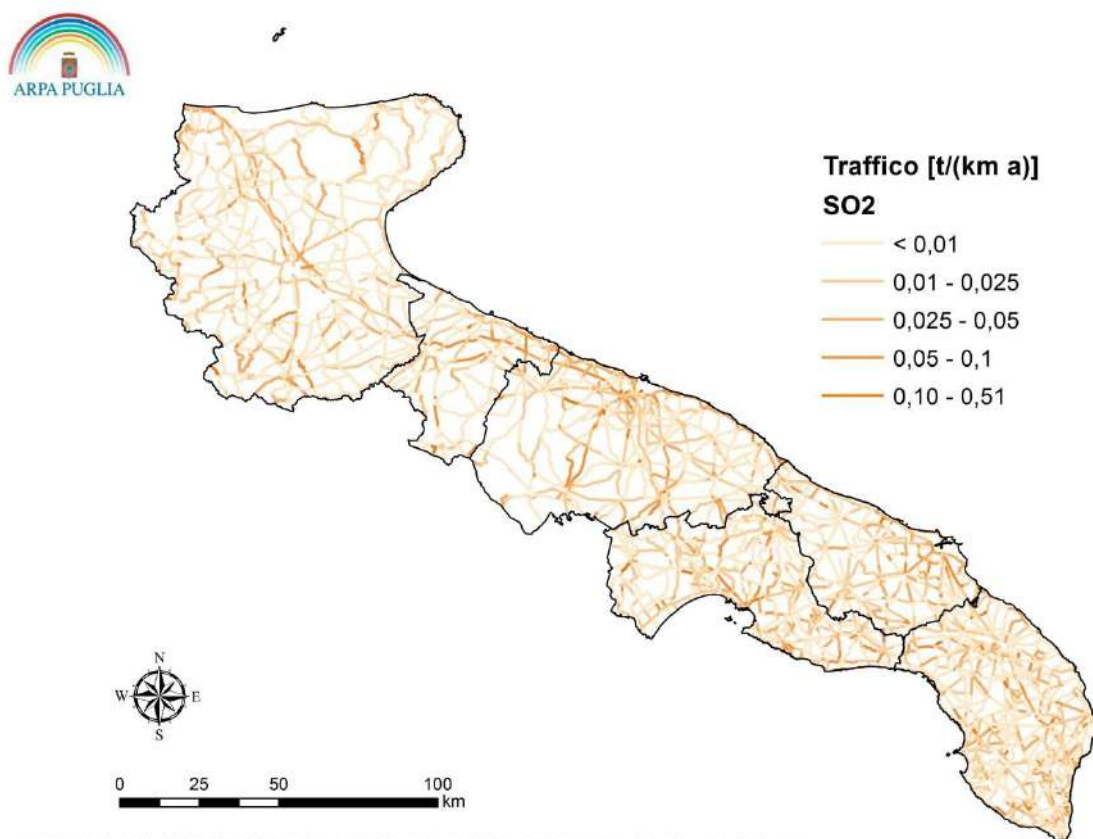 ARPA PUGLIA
Traffico [t/(km a)]
SO2
< 0,01
0,01 - 0,025
0,025 - 0,05
0,05 - 0,1
0,10 - 0,51
N
W E
S
0 25 50 100
km